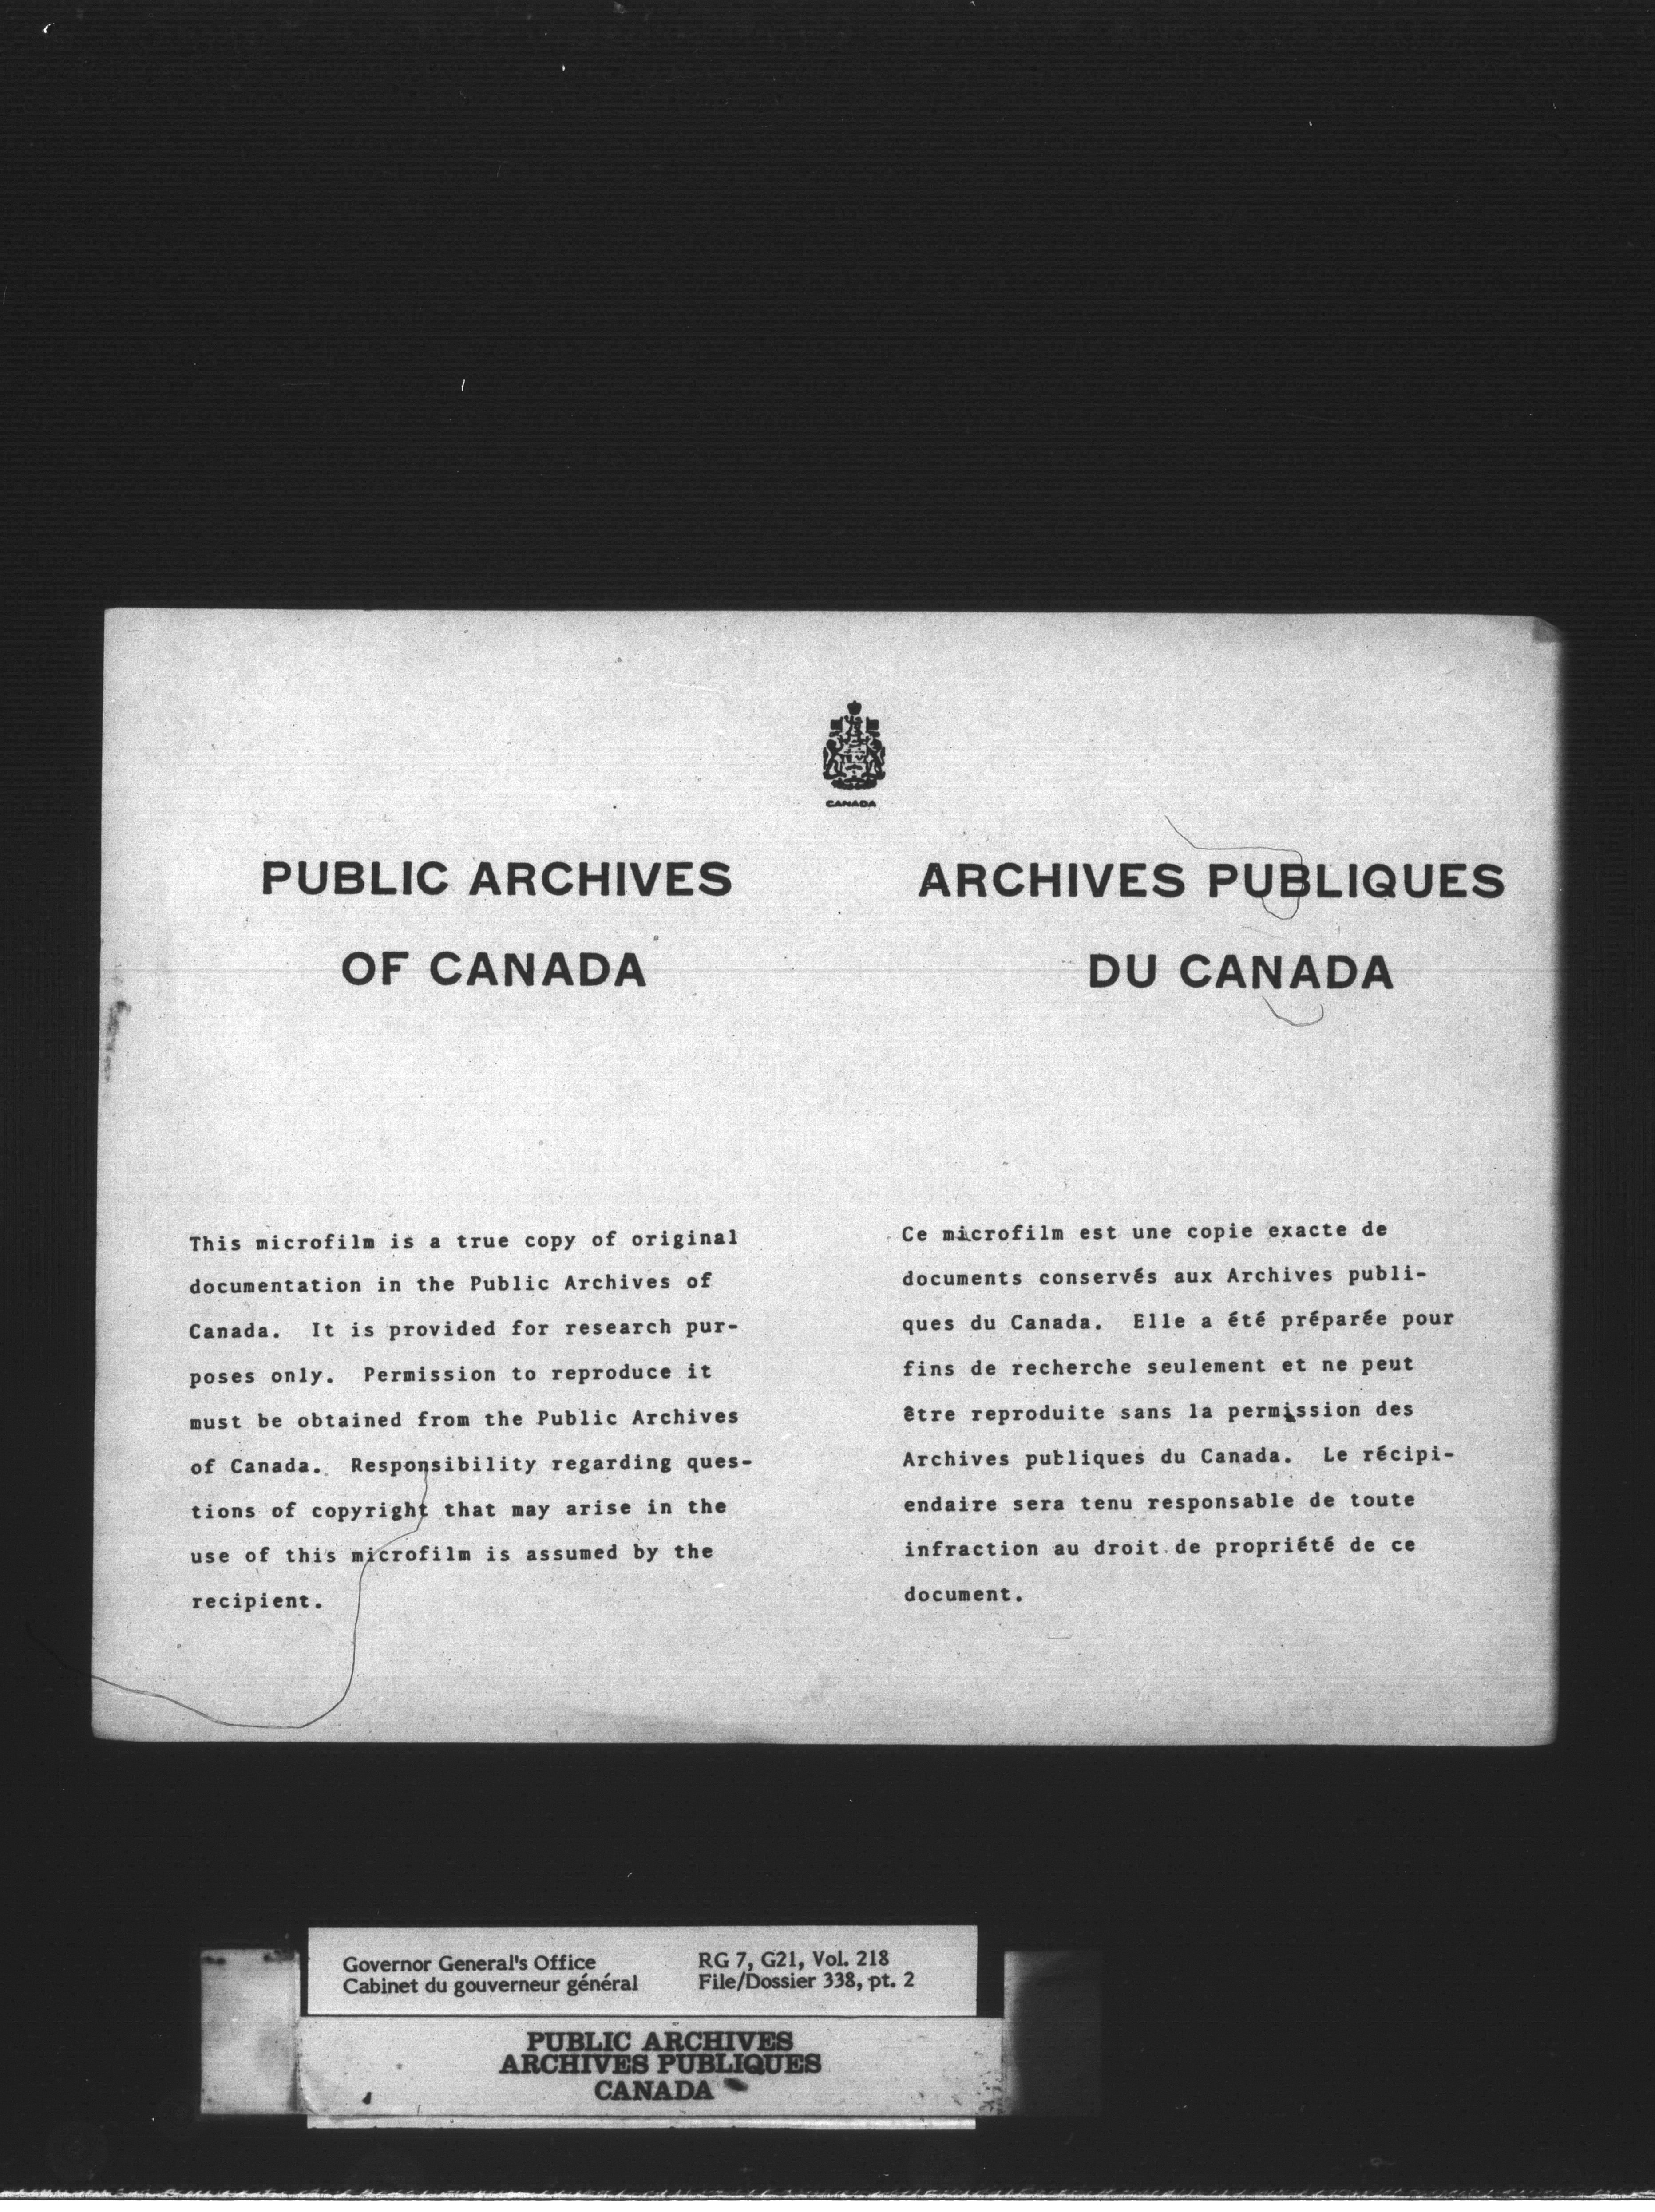 CANADA
PUBLIC ARCHIVES
OF CANADA
This microfilm is a true copy of original
documentation in the Public Archives of
Canada. It is provided for research pur-
poses only. Permission to reproduce it
must be obtained from the Public Archives
of Canada. Responsibility regarding ques-
tions of copyright that may arise in the
use of this microfilm is assumed by the
recipient.
ARCHIVES PUBLIQUES
DU CANADA
Ce microfilm est une copie exacte de
documents conservés aux Archives publi-
ques du Canada. Elle a été préparée pour
fins de recherche seulement et ne peut
être reproduite sans la permission des
Archives publiques du Canada. Le récipi-
endaire sera tenu responsable de toute
infraction au droit de propriété de ce
document.
Governor General's Office
Cabinet du gouverneur général
RG 7, G21, Vol. 218
File/Dossier 338, pt. 2
PUBLIC ARCHIVES
ARCHIVES PUBLIQUES
CANADA